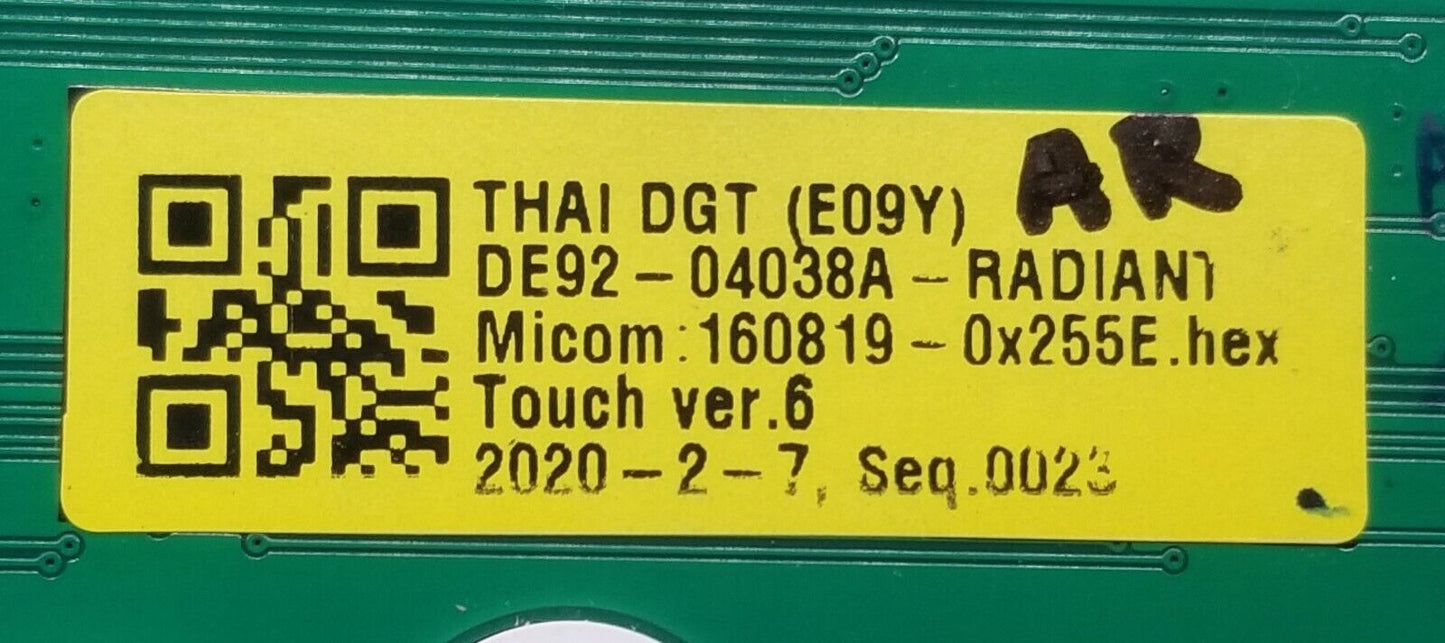 THAI DGT (E09Y) AR
DE92-04038A-RADIANT
Micom:160819-0x255E.hex
Touch ver.6
2020-2-7, Seq.0023